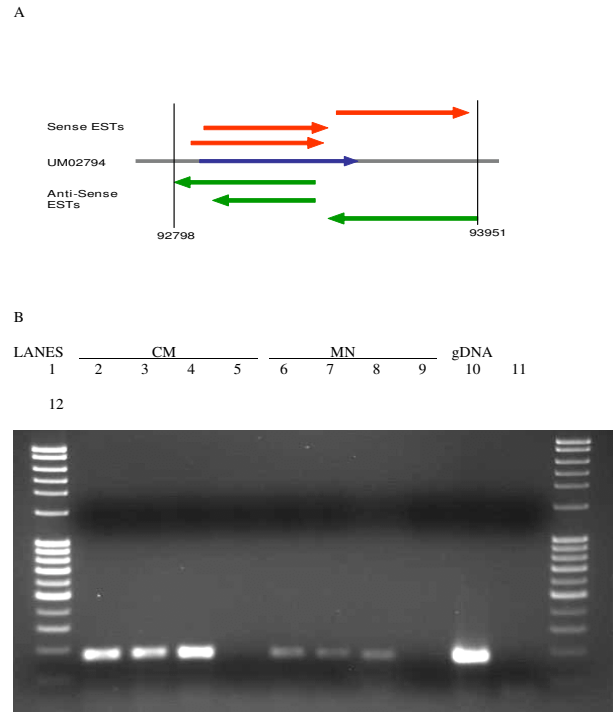 A
Sense ESTs
UM02794
Anti-Sense
ESTs
92798
93951
B
LANES CM MN gDNA
1 2 3 4 5 6 7 8 9 10 11
12